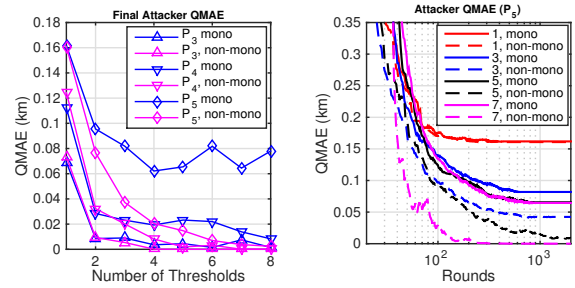 Final Attacker QMAE
QMAE (km)
0.18
0.16
0.14
0.12
0.1
0.08
0.06
0.04
0.02
0
2
4
6
8
Number of Thresholds
P3 mono
P3, non-mono
P4 mono
P4, non-mono
P5 mono
P5, non-mono
Attacker QMAE (P5)
QMAE (km)
0.35
0.3
0.25
0.2
0.15
0.1
0.05
0
10^2
10^3
Rounds
1, mono
1, non-mono
3, mono
3, non-mono
5, mono
5, non-mono
7, mono
7, non-mono